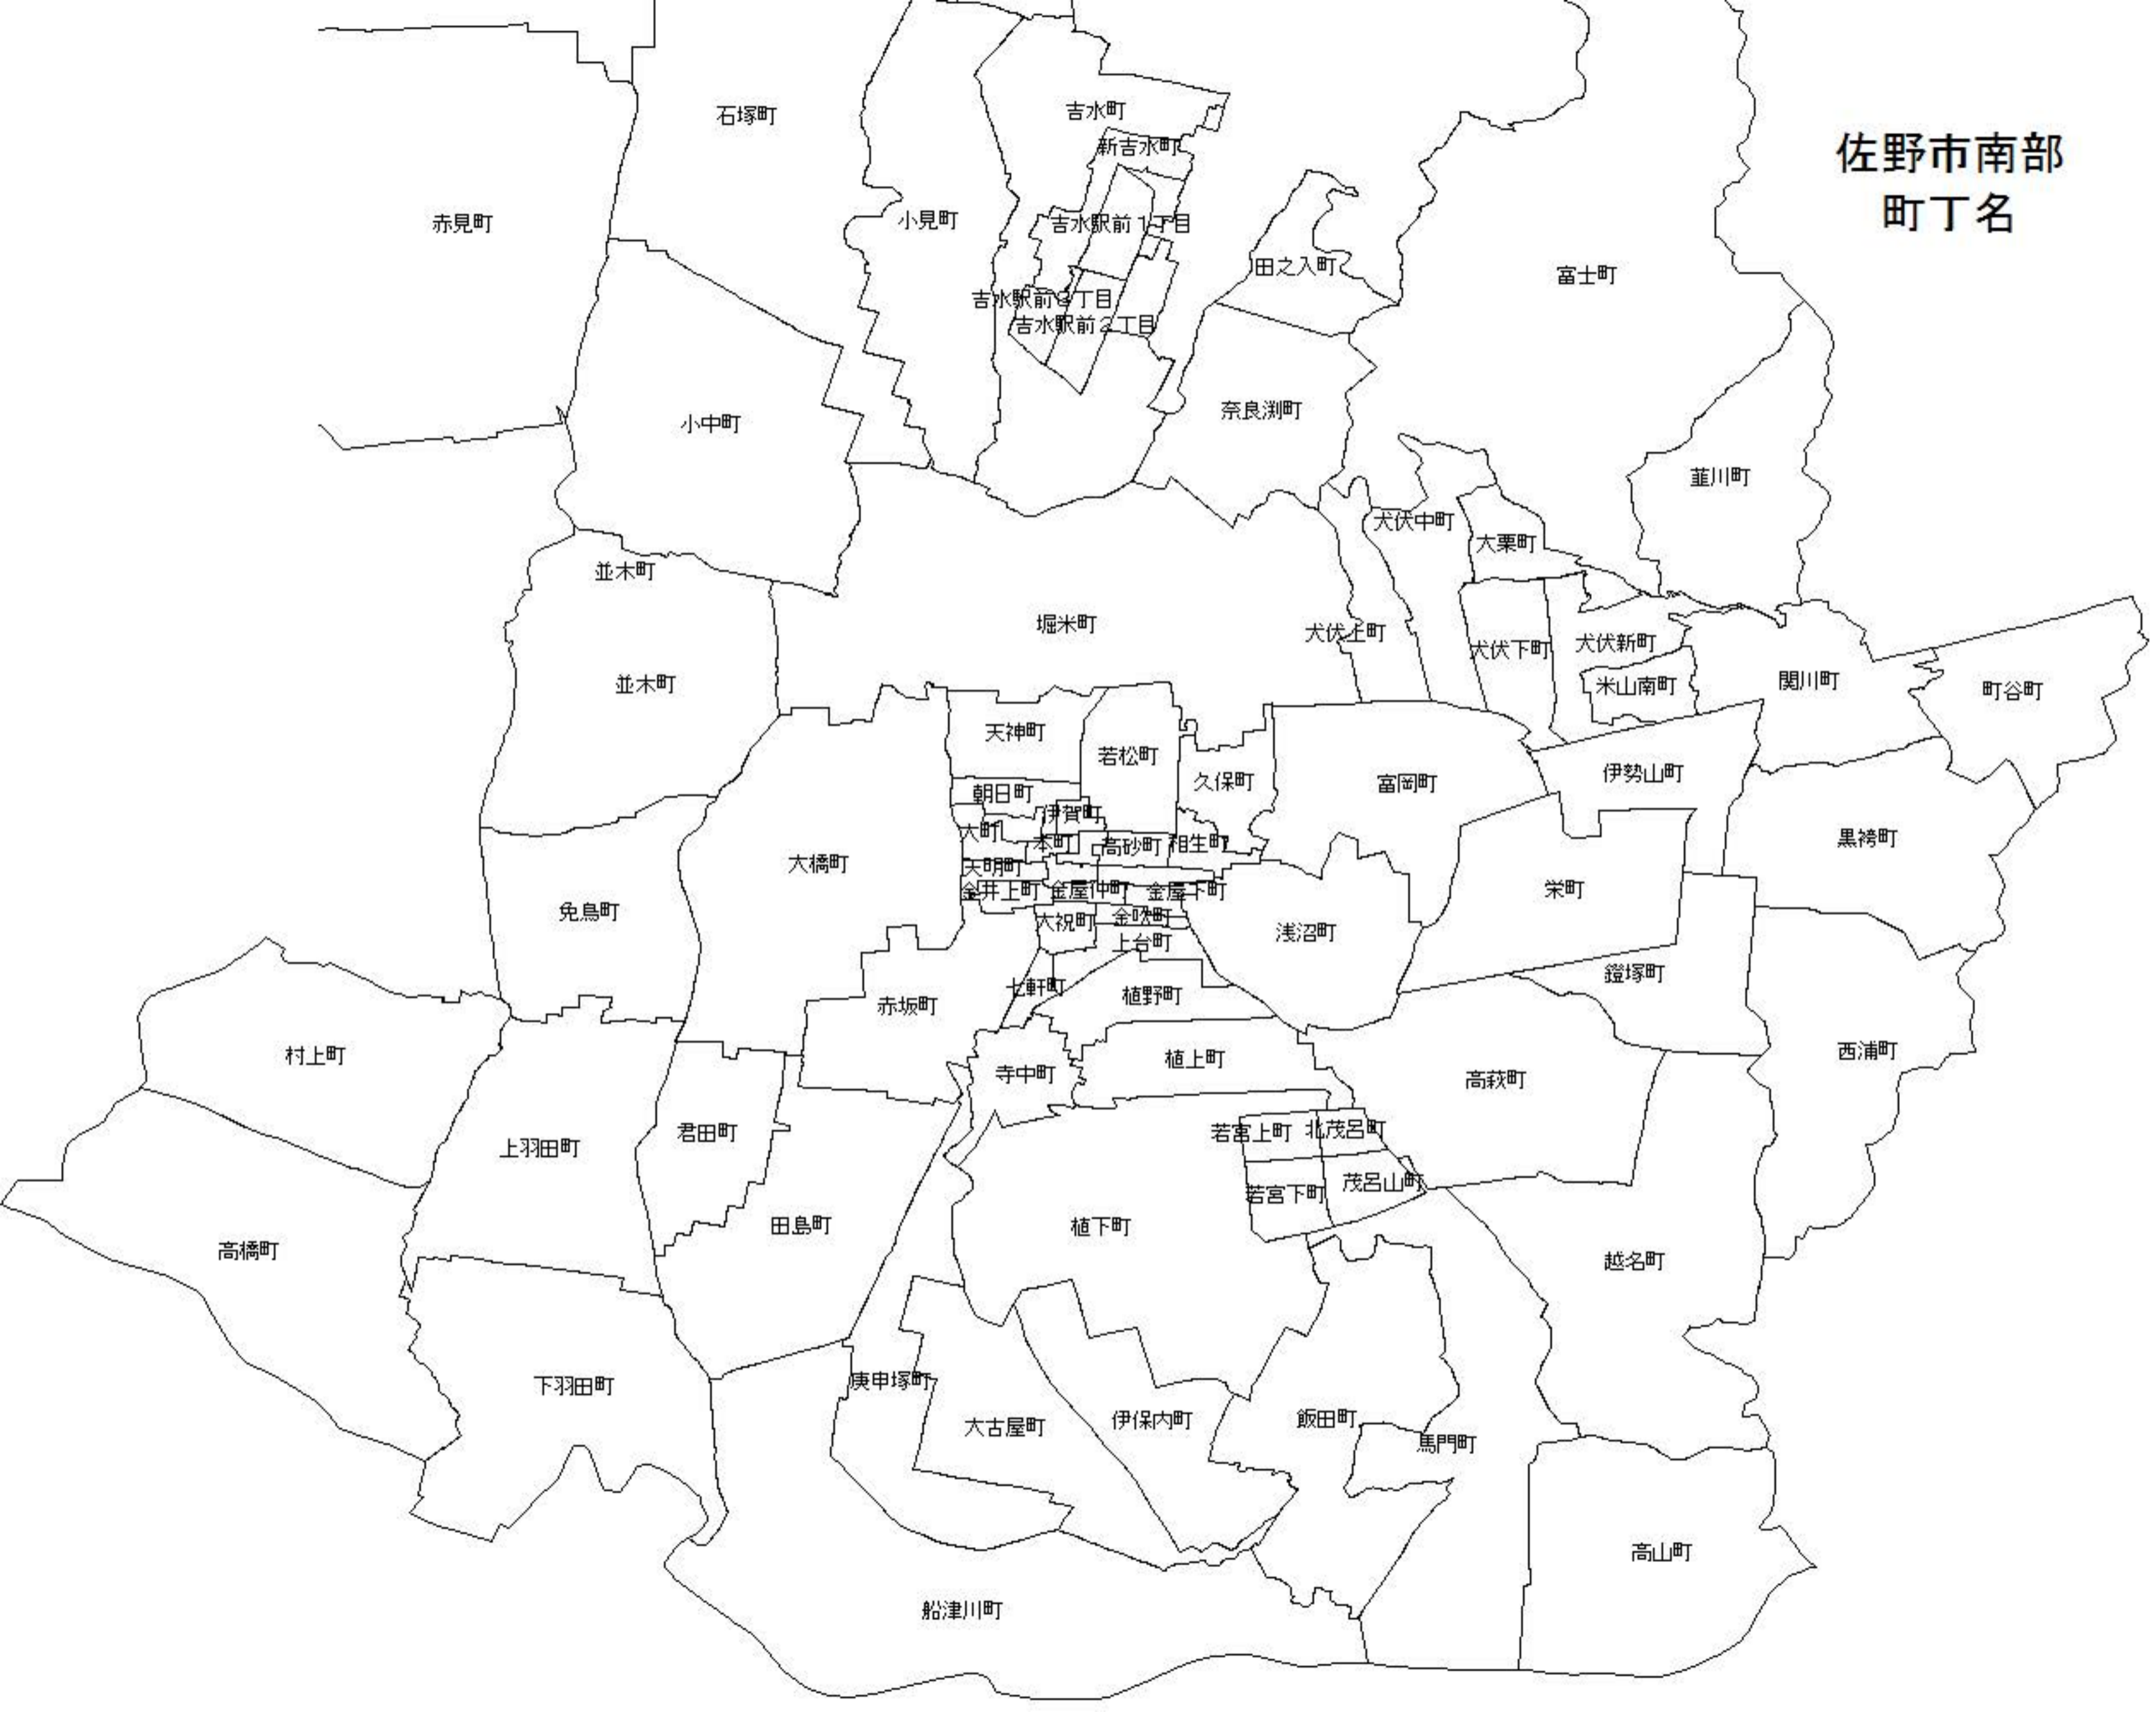 佐野市南部
町丁名
石塚町
吉水町
新吉水町
赤見町
小見町
吉水駅前1丁目
田之入町
富士町
吉水駅前3丁目
吉水駅前2丁目
小中町
奈良渕町
韮川町
犬伏中町
大栗町
並木町
堀米町
犬伏上町
犬伏下町
犬伏新町
並木町
米山南町
関川町
町谷町
天神町
若松町
久保町
富岡町
伊勢山町
朝日町
伊賀町
大町
本町
高砂町
相生町
黒袴町
大橋町
天明町
金井上町
金屋仲町
金屋下町
栄町
免鳥町
大祝町
金吹町
浅沼町
上台町
鐙塚町
七軒町
植野町
赤坂町
村上町
寺中町
植上町
高萩町
西浦町
君田町
若宮上町
北茂呂町
上羽田町
若宮下町
茂呂山町
田島町
植下町
高橋町
越名町
下羽田町
庚申塚町
大古屋町
伊保内町
飯田町
馬門町
高山町
船津川町